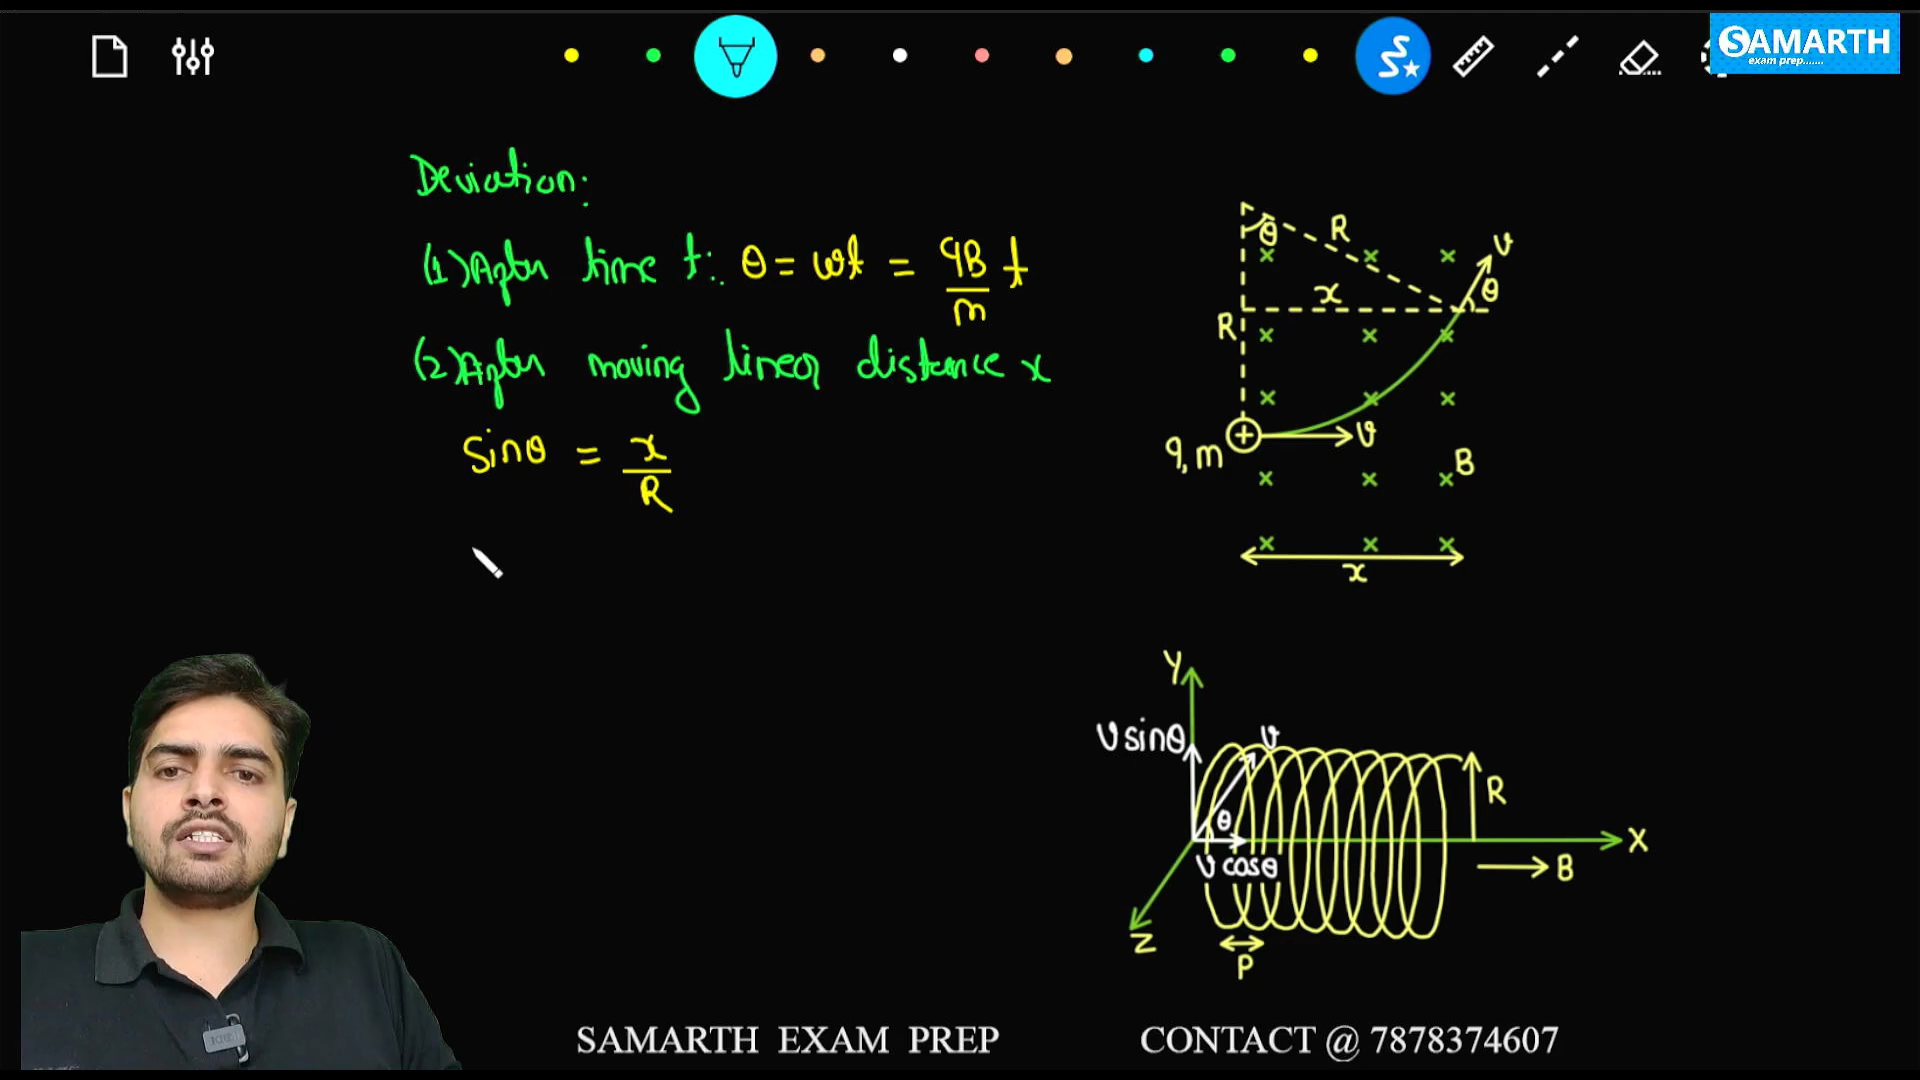 SAMARTH
exam prep.......
Deviation:
(1) After time t: θ = ωt = qB/m t
(2) After moving linear distance x
sinθ = x/R
θ
R
v
x
θ
R
q, m
+
v
B
x
Y
v sinθ
v
R
θ
X
v cosθ
B
Z
P
SAMARTH EXAM PREP
CONTACT @ 7878374607